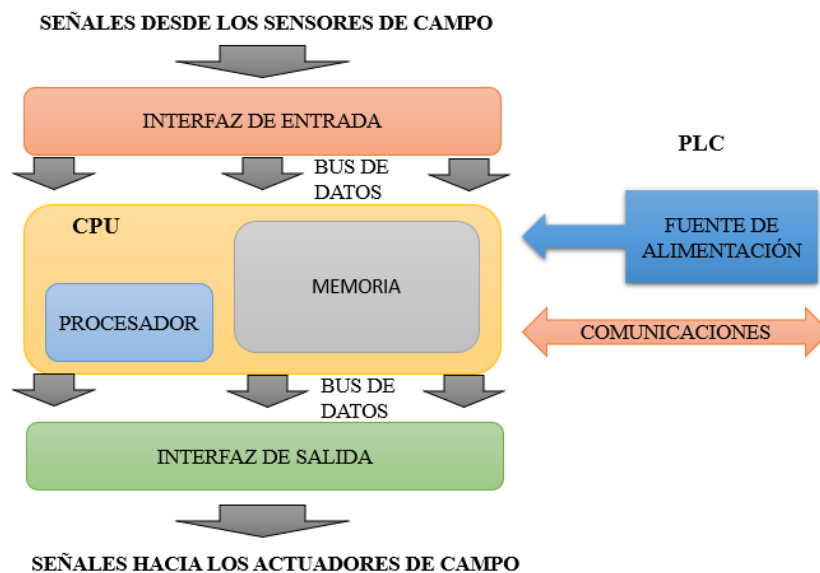 SEÑALES DESDE LOS SENSORES DE CAMPO
INTERFAZ DE ENTRADA
BUS DE
DATOS
PLC
CPU
MEMORIA
PROCESADOR
FUENTE DE
ALIMENTACIÓN
COMUNICACIONES
BUS DE
DATOS
INTERFAZ DE SALIDA
SEÑALES HACIA LOS ACTUADORES DE CAMPO